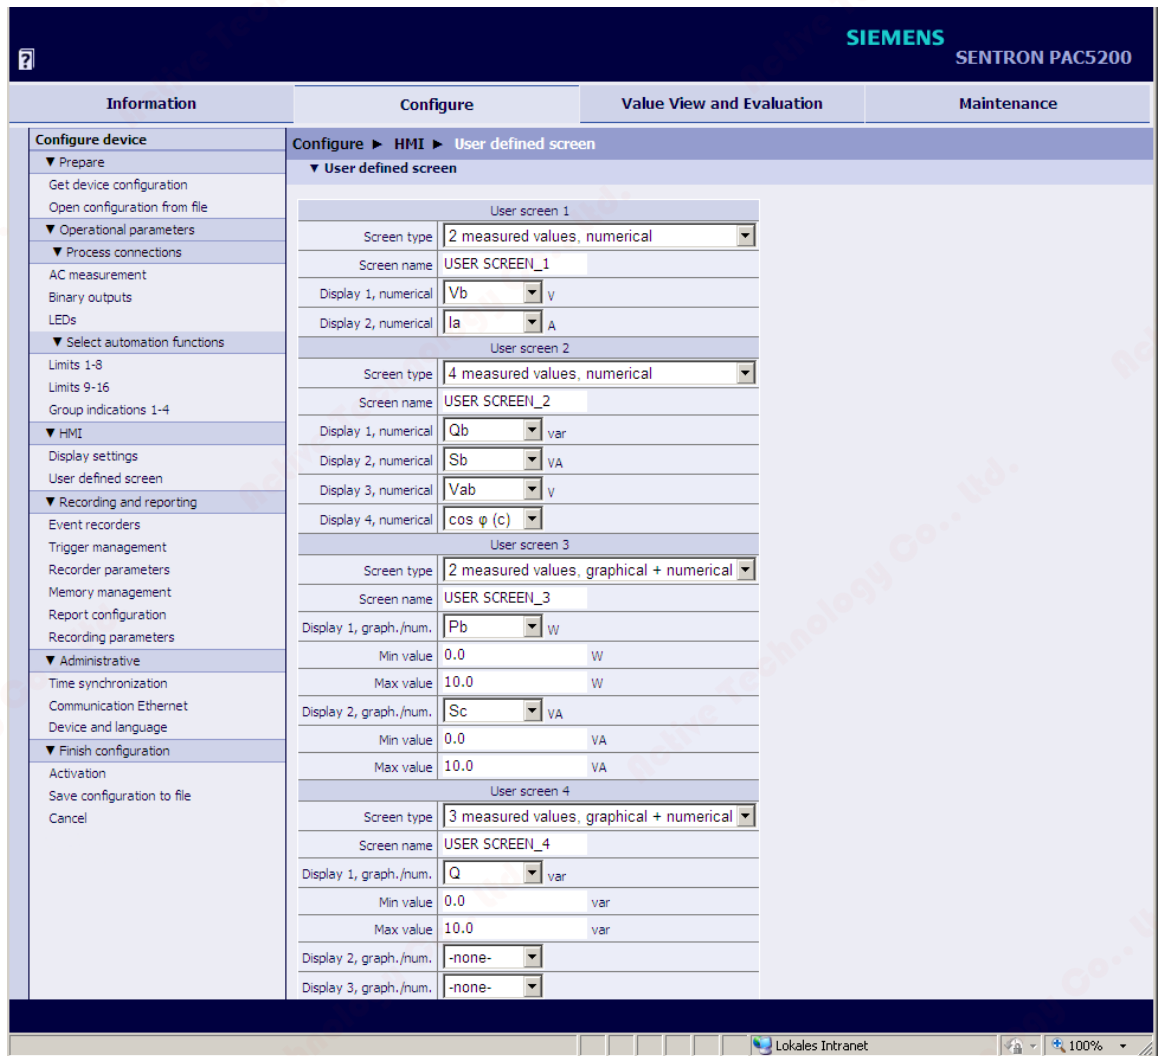 SIEMENS
SENTRON PAC5200
Information
Configure
Value View and Evaluation
Maintenance
Configure device
▼ Prepare
Get device configuration
Open configuration from file
▼ Operational parameters
▼ Process connections
AC measurement
Binary outputs
LEDs
▼ Select automation functions
Limits 1-8
Limits 9-16
Group indications 1-4
▼ HMI
Display settings
User defined screen
▼ Recording and reporting
Event recorders
Trigger management
Recorder parameters
Memory management
Report configuration
Recording parameters
▼ Administrative
Time synchronization
Communication Ethernet
Device and language
▼ Finish configuration
Activation
Save configuration to file
Cancel
Configure ► HMI ► User defined screen
▼ User defined screen
User screen 1
Screen type 2 measured values, numerical
Screen name USER SCREEN_1
Display 1, numerical Vb V
Display 2, numerical Ia A
User screen 2
Screen type 4 measured values, numerical
Screen name USER SCREEN_2
Display 1, numerical Qb var
Display 2, numerical Sb VA
Display 3, numerical Vab V
Display 4, numerical cos φ (c)
User screen 3
Screen type 2 measured values, graphical + numerical
Screen name USER SCREEN_3
Display 1, graph./num. Pb W
Min value 0.0 W
Max value 10.0 W
Display 2, graph./num. Sc VA
Min value 0.0 VA
Max value 10.0 VA
User screen 4
Screen type 3 measured values, graphical + numerical
Screen name USER SCREEN_4
Display 1, graph./num. Q var
Min value 0.0 var
Max value 10.0 var
Display 2, graph./num. -none-
Display 3, graph./num. -none-
Lokales Intranet
100%